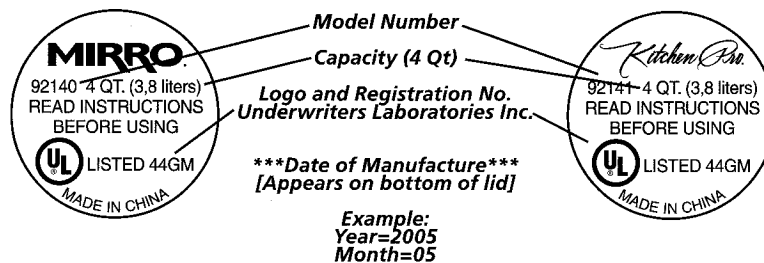 MIRRO.
92140 4 QT. (3,8 liters)
READ INSTRUCTIONS
BEFORE USING
UL
®
LISTED 44GM
MADE IN CHINA
Model Number
Capacity (4 Qt)
Logo and Registration No.
Underwriters Laboratories Inc.
***Date of Manufacture***
[Appears on bottom of lid]
Example:
Year=2005
Month=05
Kitchen Pro.
92141 4 QT. (3,8 liters)
READ INSTRUCTIONS
BEFORE USING
UL
®
LISTED 44GM
MADE IN CHINA